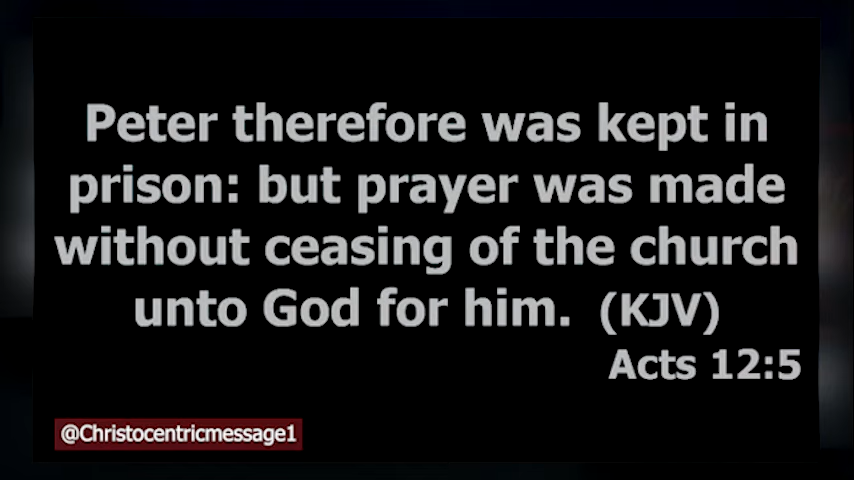 Peter therefore was kept in
prison: but prayer was made
without ceasing of the church
unto God for him. (KJV)
Acts 12:5
@Christocentricmessage1